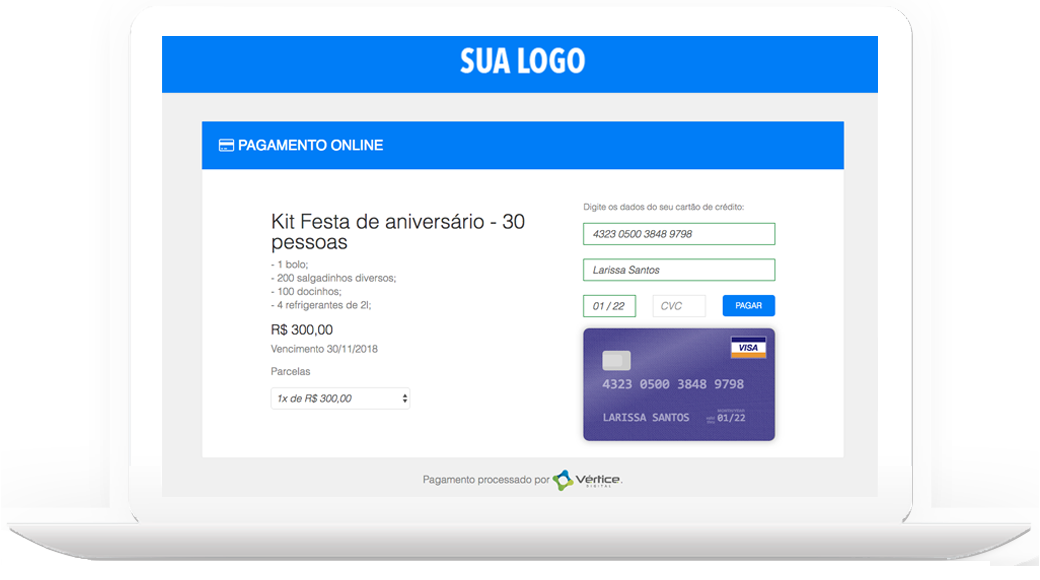 SUA LOGO
PAGAMENTO ONLINE
Kit Festa de aniversário - 30
pessoas
- 1 bolo;
- 200 salgadinhos diversos;
- 100 docinhos;
- 4 refrigerantes de 2l;
R$ 300,00
Vencimento 30/11/2018
Parcelas
1x de R$ 300,00
Digite os dados do seu cartão de crédito:
4323 0500 3848 9798
Larissa Santos
01 / 22
CVC
PAGAR
VISA
4323 0500 3848 9798
LARISSA SANTOS
01/22
Pagamento processado por Vértice.
DIGITAL